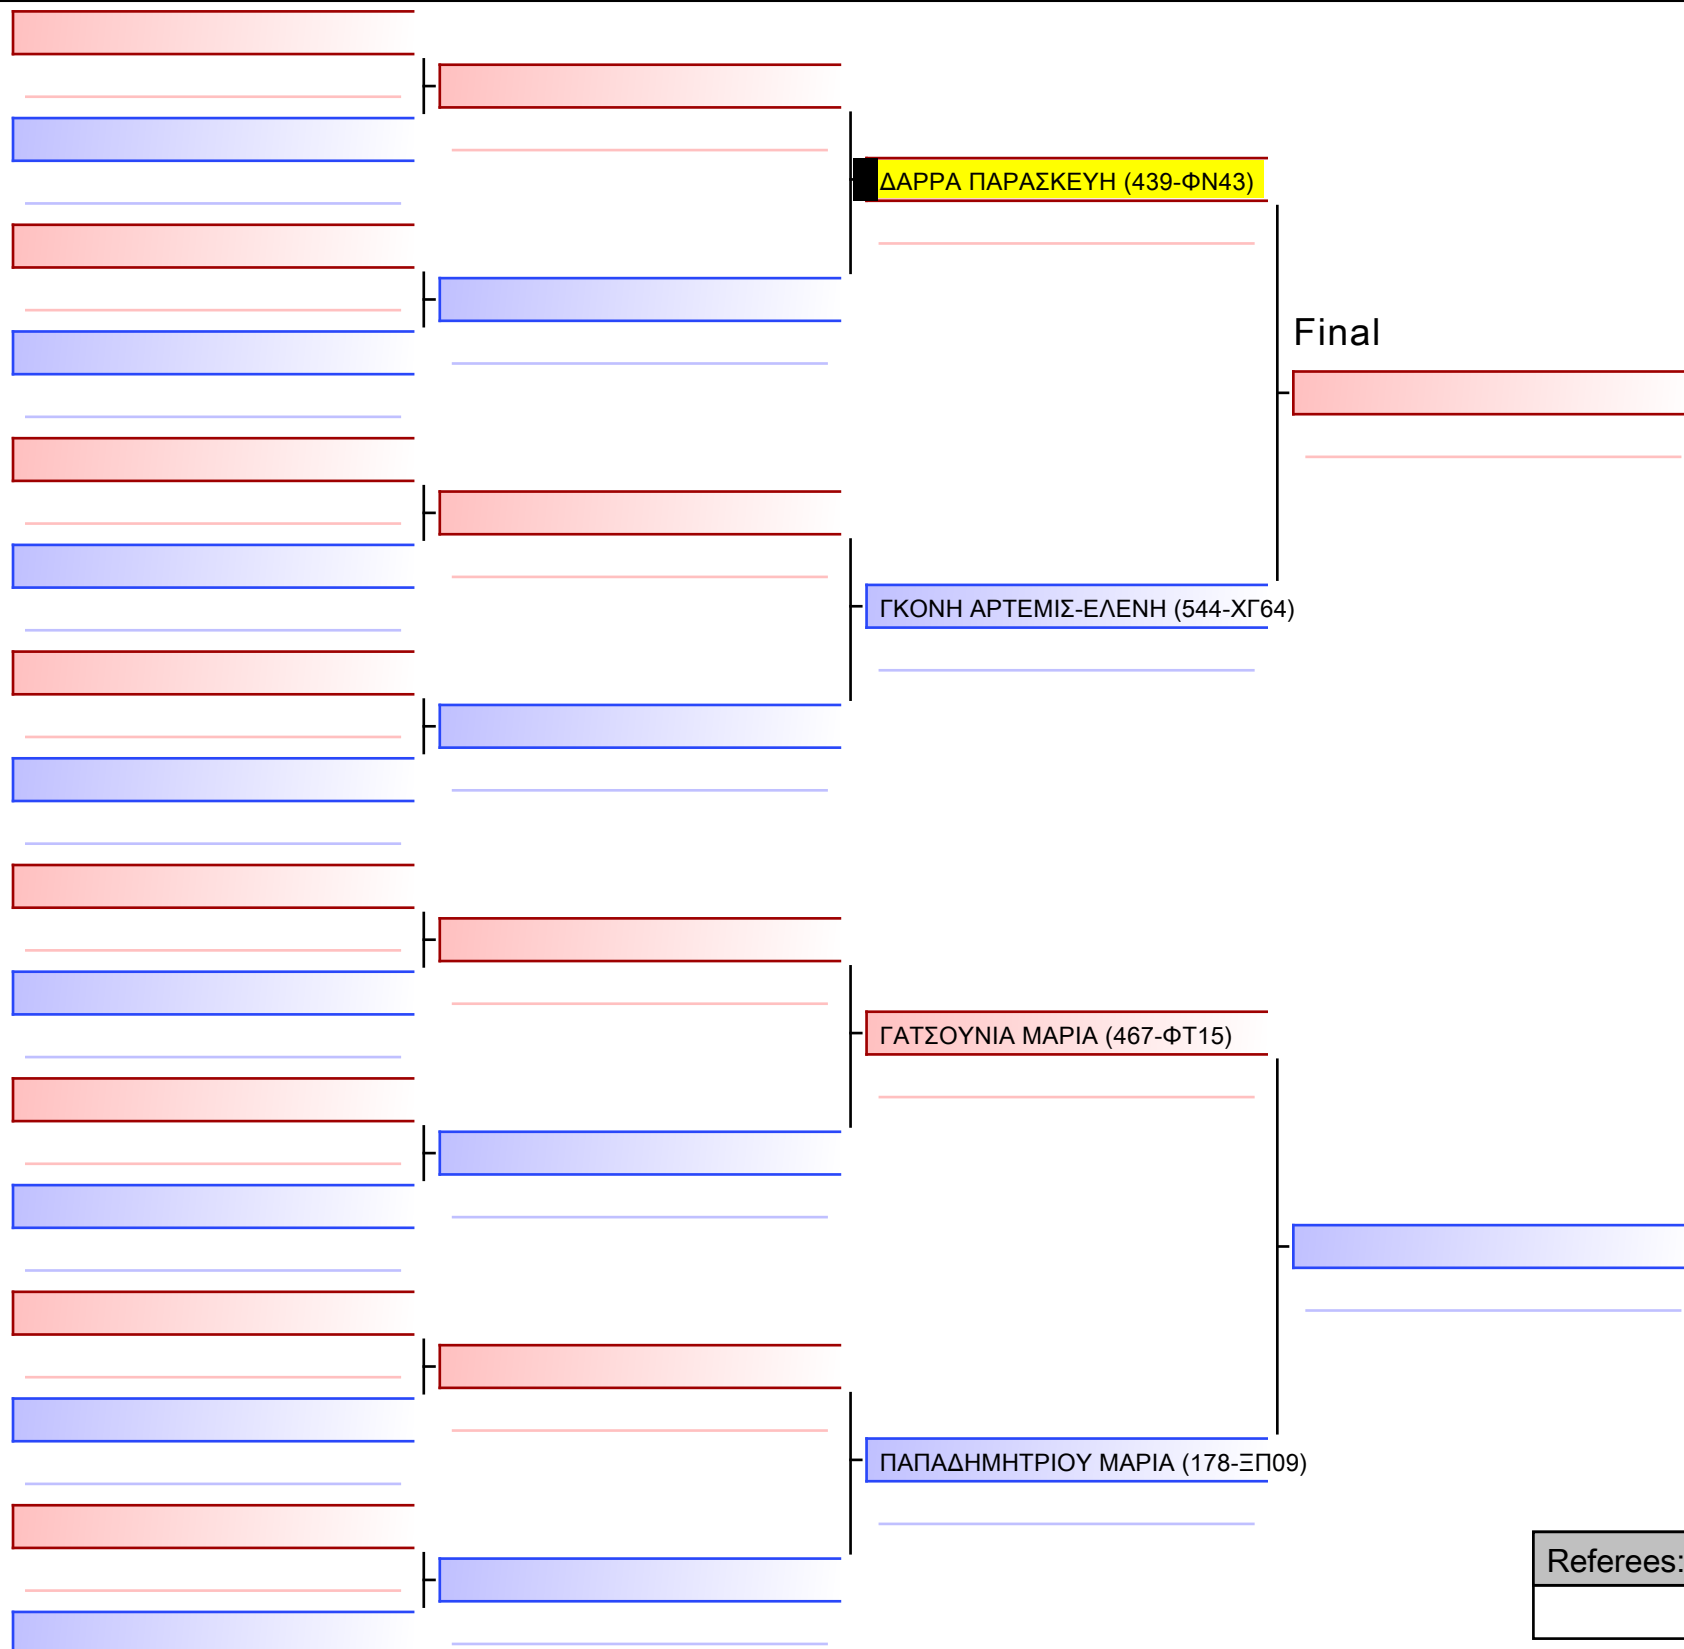 ΔΑΡΡΑ ΠΑΡΑΣΚΕΥΗ (439-ΦΝ43)
Final
ΓΚΟΝΗ ΑΡΤΕΜΙΣ-ΕΛΕΝΗ (544-ΧΓ64)
ΓΑΤΣΟΥΝΙΑ ΜΑΡΙΑ (467-ΦΤ15)
ΠΑΠΑΔΗΜΗΤΡΙΟΥ ΜΑΡΙΑ (178-ΞΠ09)
Referees: